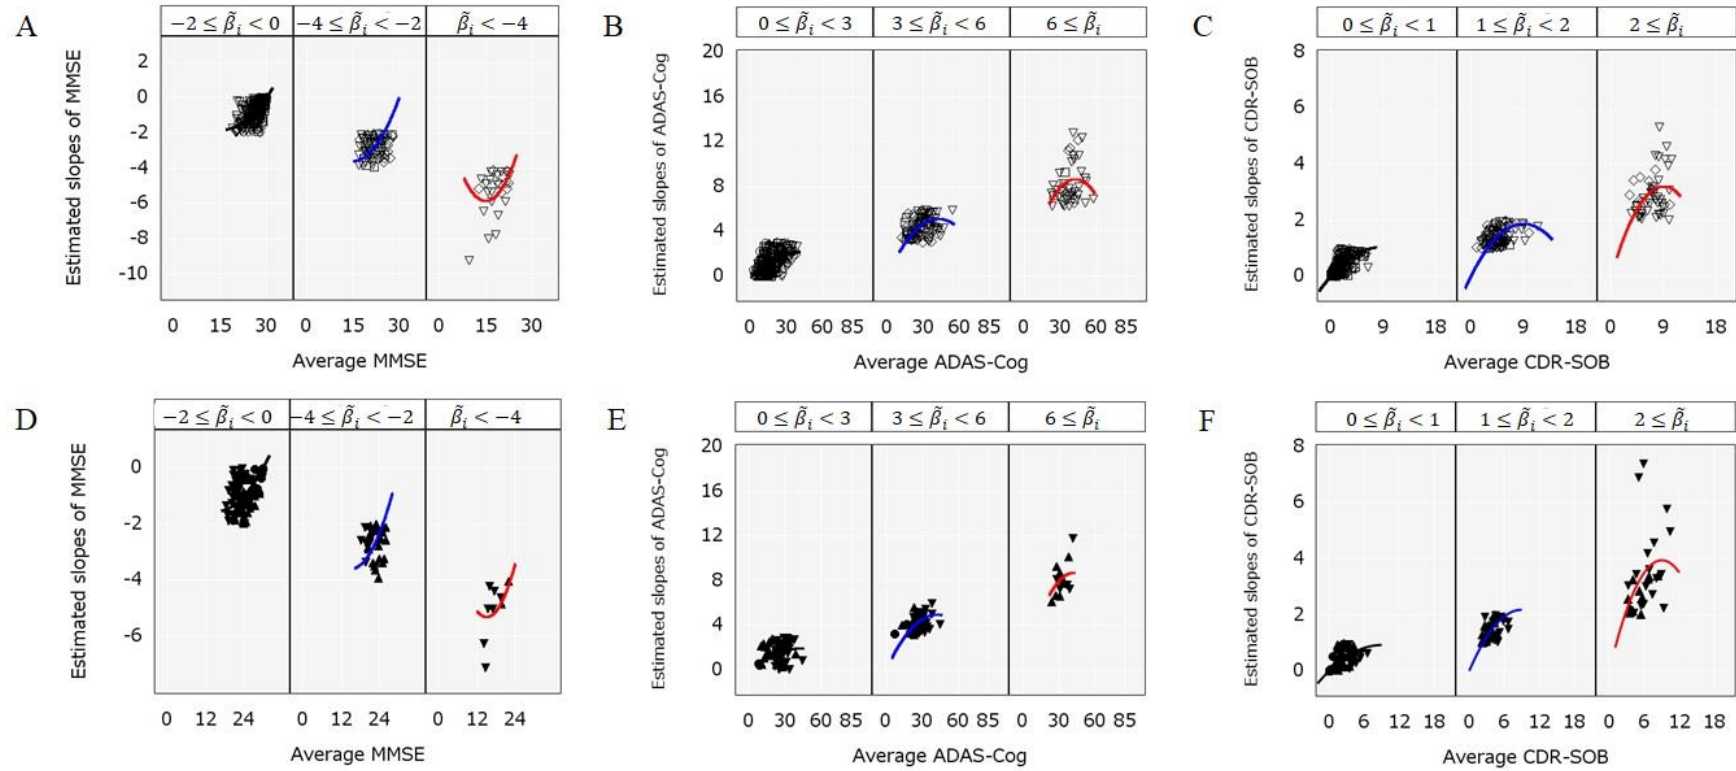 A
−2 ≤ β̃ᵢ < 0
−4 ≤ β̃ᵢ < −2
β̃ᵢ < −4
Estimated slopes of MMSE
2
0
-2
-4
-6
-8
-10
0 15 30 0 15 30 0 15 30
Average MMSE
B
0 ≤ β̃ᵢ < 3
3 ≤ β̃ᵢ < 6
6 ≤ β̃ᵢ
Estimated slopes of ADAS-Cog
20
16
12
8
4
0
0 30 60 85 0 30 60 85 0 30 60 85
Average ADAS-Cog
C
0 ≤ β̃ᵢ < 1
1 ≤ β̃ᵢ < 2
2 ≤ β̃ᵢ
Estimated slopes of CDR-SOB
8
6
4
2
0
0 9 18 0 9 18 0 9 18
Average CDR-SOB
D
−2 ≤ β̃ᵢ < 0
−4 ≤ β̃ᵢ < −2
β̃ᵢ < −4
Estimated slopes of MMSE
0
-2
-4
-6
0 12 24 0 12 24 0 12 24
Average MMSE
E
0 ≤ β̃ᵢ < 3
3 ≤ β̃ᵢ < 6
6 ≤ β̃ᵢ
Estimated slopes of ADAS-Cog
20
16
12
8
4
0
0 30 60 85 0 30 60 85 0 30 60 85
Average ADAS-Cog
F
0 ≤ β̃ᵢ < 1
1 ≤ β̃ᵢ < 2
2 ≤ β̃ᵢ
Estimated slopes of CDR-SOB
8
6
4
2
0
0 6 12 18 0 6 12 18 0 6 12 18
Average CDR-SOB